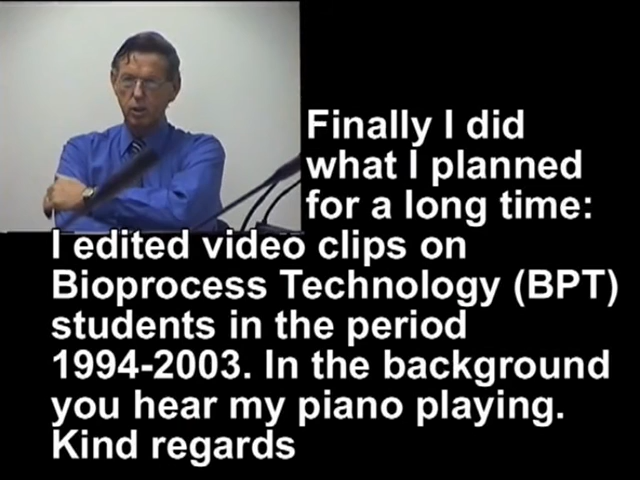 Finally I did
what I planned
for a long time:
I edited video clips on
Bioprocess Technology (BPT)
students in the period
1994-2003. In the background
you hear my piano playing.
Kind regards